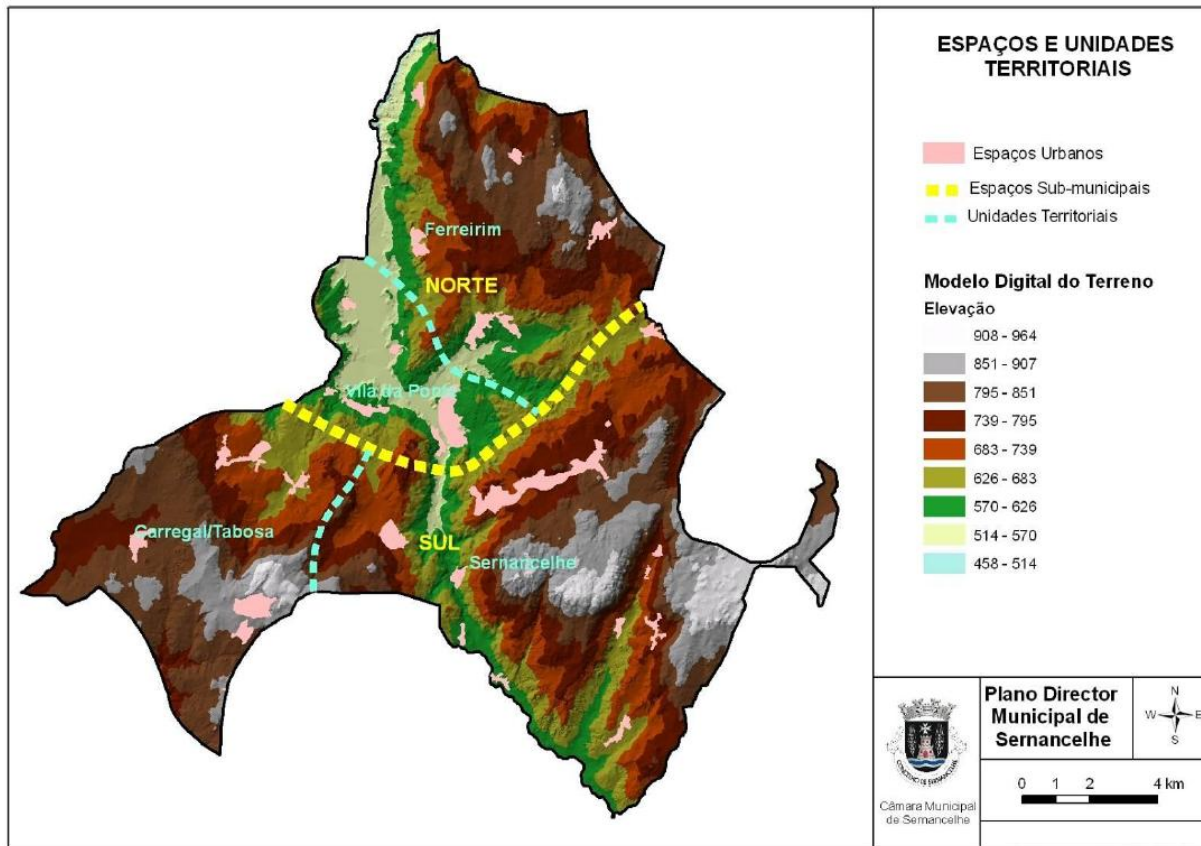 Ferreirim
NORTE
Vila da Ponte
Carregal/Tabosa
SUL
Sernancelhe
ESPAÇOS E UNIDADES
TERRITORIAIS
Espaços Urbanos
Espaços Sub-municipais
Unidades Territoriais
Modelo Digital do Terreno
Elevação
908 - 964
851 - 907
795 - 851
739 - 795
683 - 739
626 - 683
570 - 626
514 - 570
458 - 514
Câmara Municipal
de Sernancelhe
Plano Director
Municipal de
Sernancelhe
N
W E
S
0 1 2 4 km